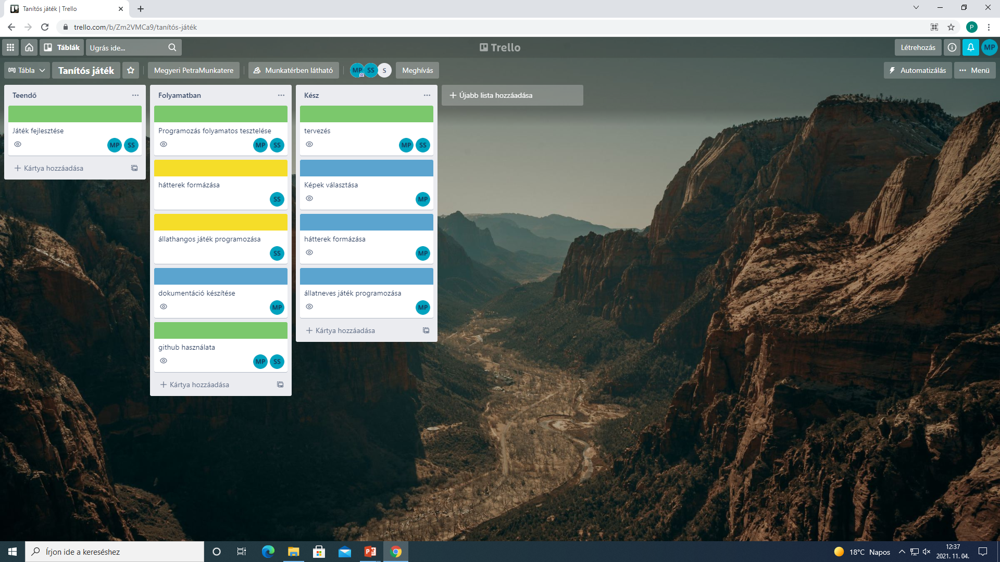 Tanítós játék | Trello
trello.com/b/Zm2VMCa9/tanítós-játék
P
Táblák
Ugrás ide...
Trello
Létrehozás
MP
Tábla
Tanítós játék
Megyeri PetraMunkatere
Munkatérben látható
MP SS S
Meghívás
Automatizálás
Menü
Teendő
Játék fejlesztése
MP SS
Kártya hozzáadása
Folyamatban
Programozás folyamatos tesztelése
MP SS
hátterek formázása
SS
állathangos játék programozása
SS
dokumentáció készítése
MP
github használata
MP SS
Kártya hozzáadása
Kész
tervezés
MP SS
Képek választása
MP
hátterek formázása
MP
állatneves játék programozása
MP
Kártya hozzáadása
Újabb lista hozzáadása
Írjon ide a kereséshez
18°C Napos
12:37
2021. 11. 04.